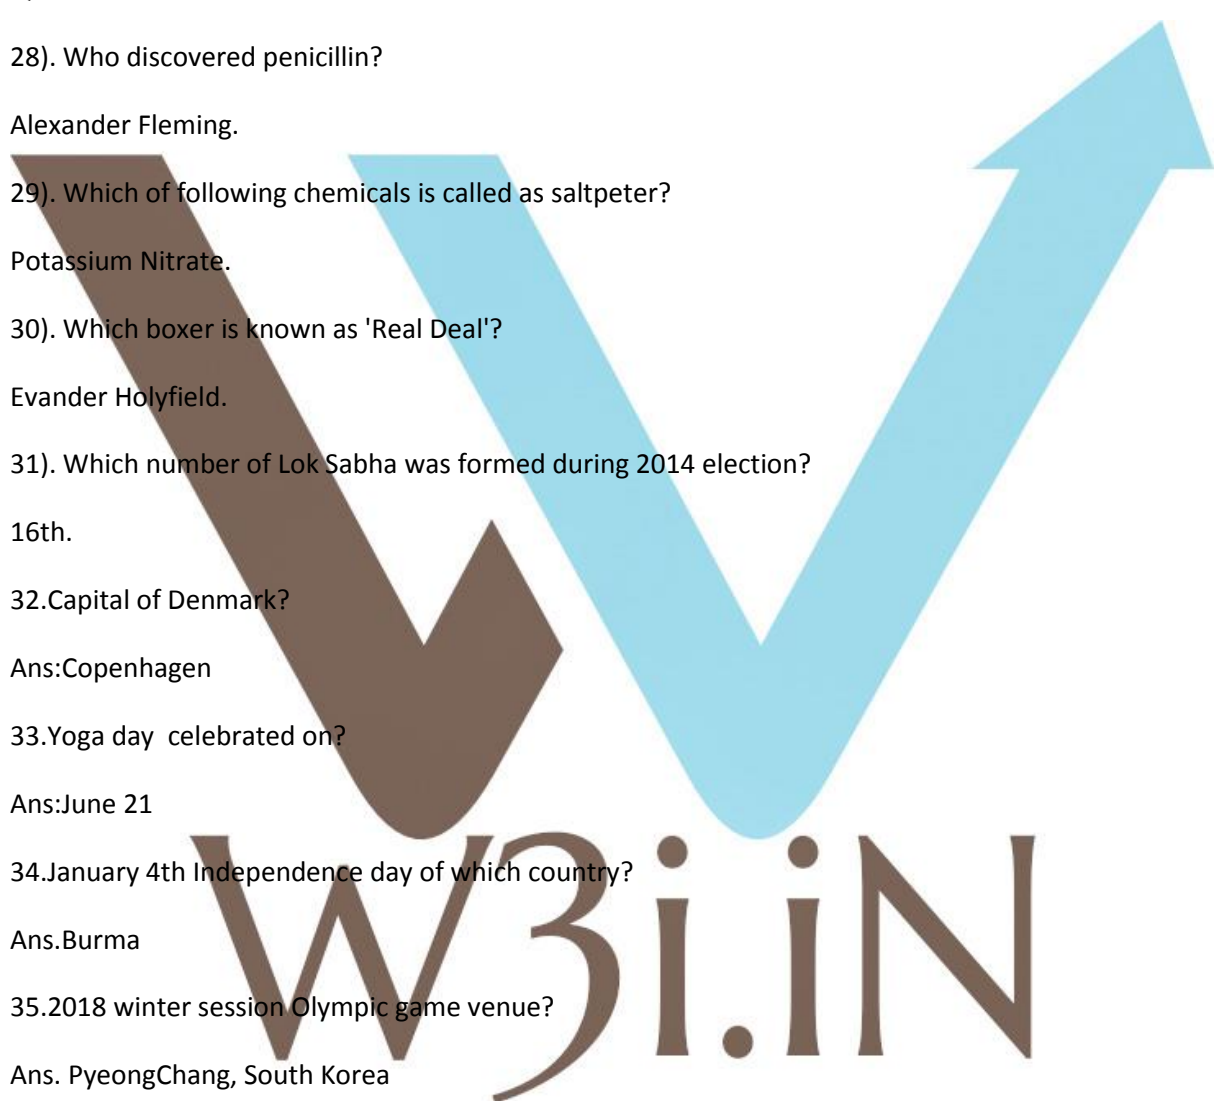 28). Who discovered penicillin?
Alexander Fleming.
29). Which of following chemicals is called as saltpeter?
Potassium Nitrate.
30). Which boxer is known as 'Real Deal'?
Evander Holyfield.
31). Which number of Lok Sabha was formed during 2014 election?
16th.
32.Capital of Denmark?
Ans:Copenhagen
33.Yoga day  celebrated on?
Ans:June 21
34.January 4th Independence day of which country?
Ans.Burma
35.2018 winter session Olympic game venue?
Ans. PyeongChang, South Korea
W3i.iN